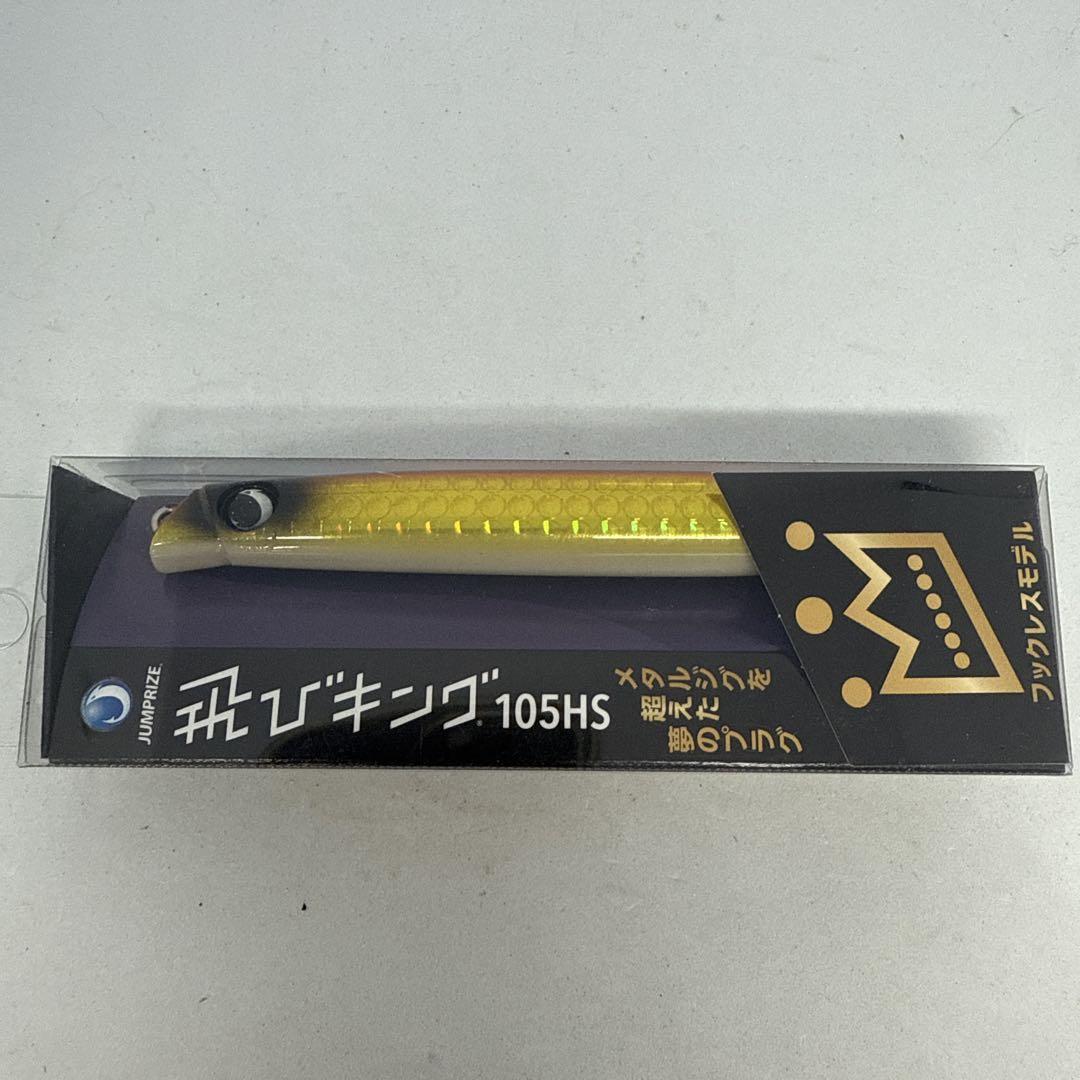 JUMPRIZE
飛びキング 105HS
メタルジグを
超えた
夢のプラグ
フックレスモデル